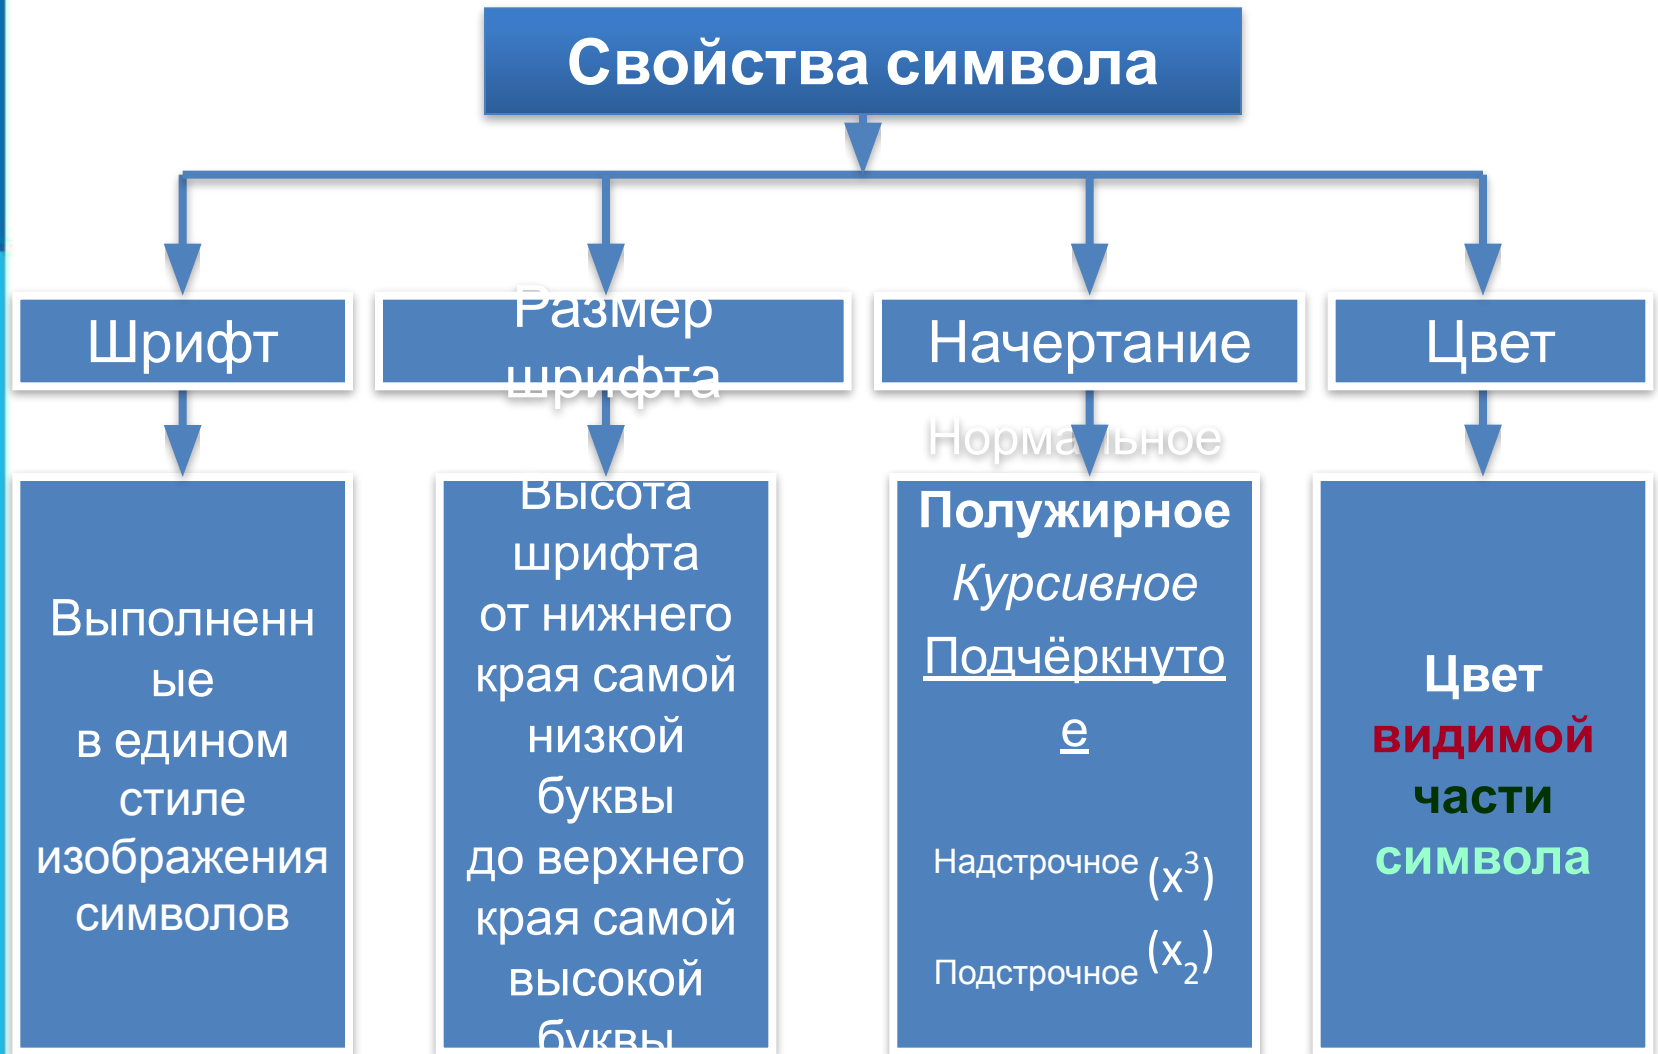 Свойства символа
Шрифт
Размер
шрифта
Начертание
Цвет
Выполненн
ые
в едином
стиле
изображения
символов
Высота
шрифта
от нижнего
края самой
низкой
буквы
до верхнего
края самой
высокой
буквы
Нормальное
Полужирное
Курсивное
Подчёркнуто
е
Надстрочное (x³)
Подстрочное (x₂)
Цвет
видимой
части
символа